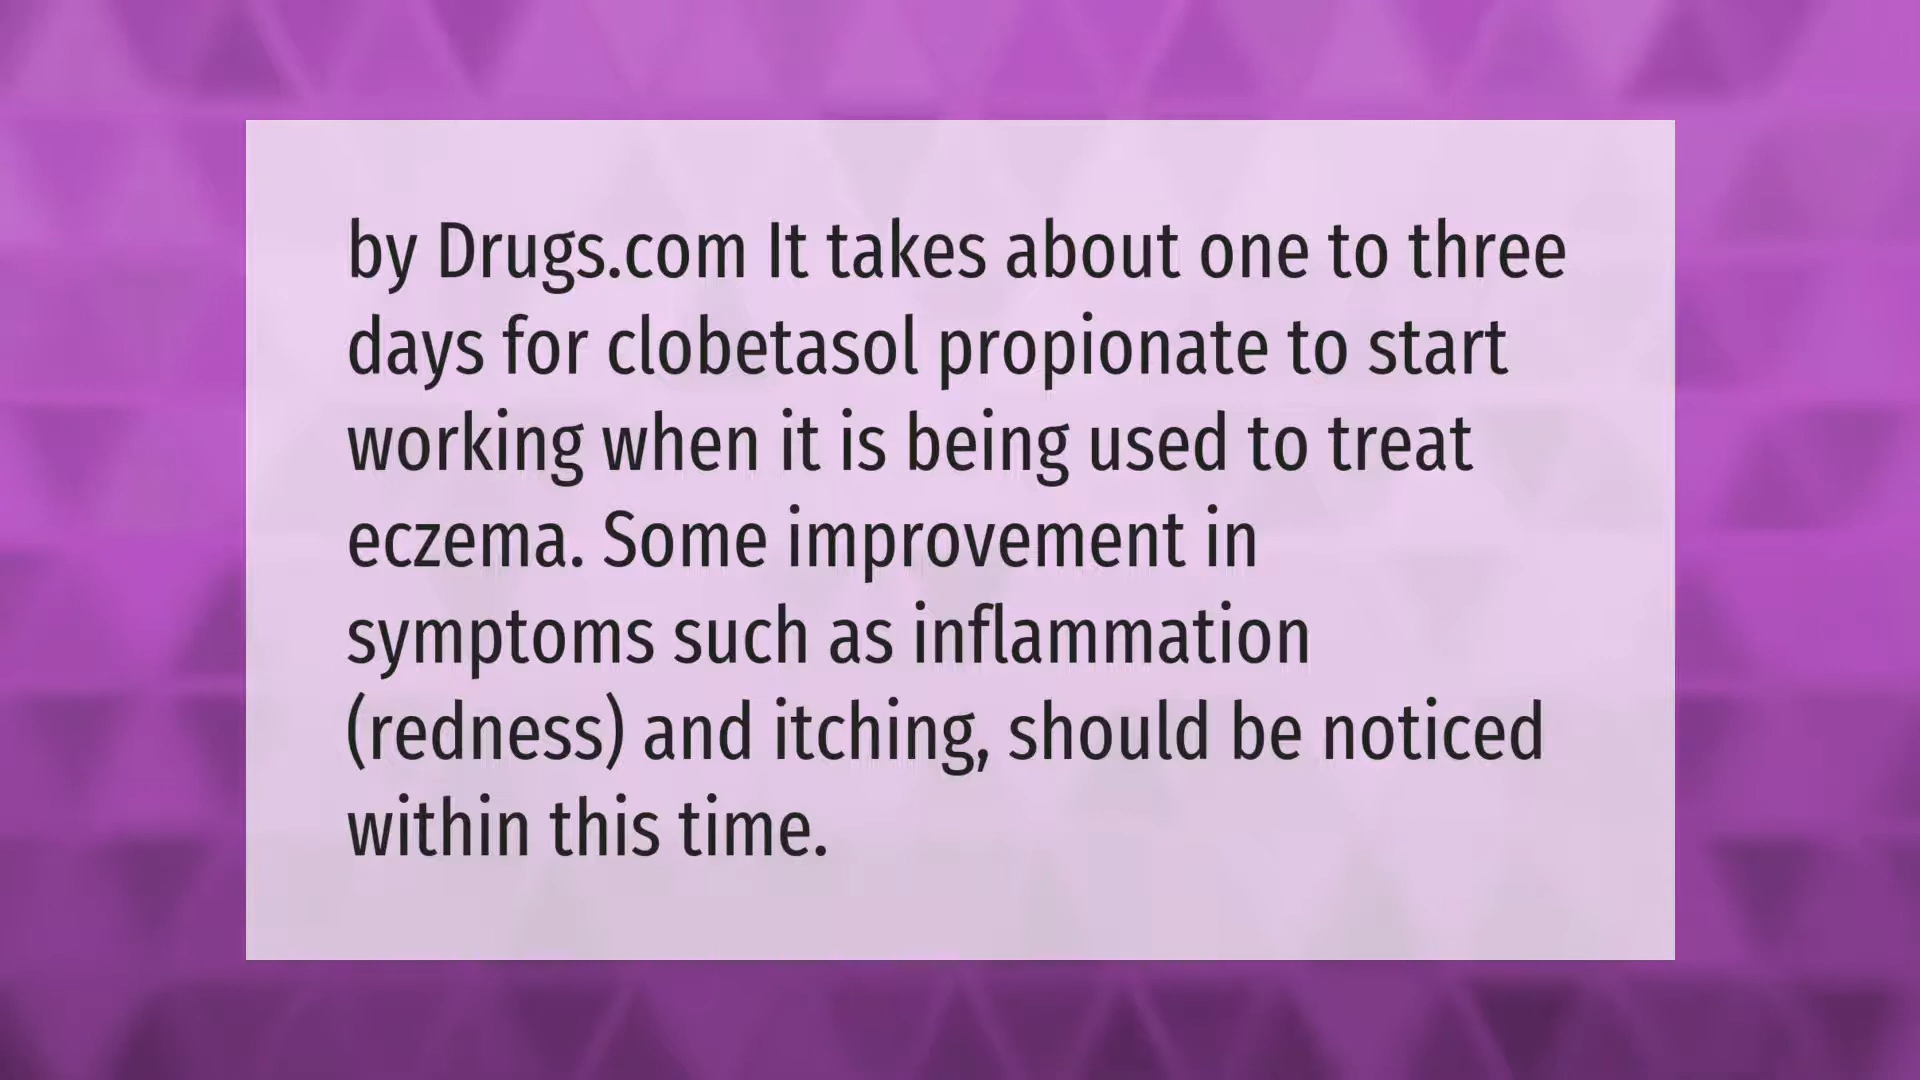 by Drugs.com It takes about one to three
days for clobetasol propionate to start
working when it is being used to treat
eczema. Some improvement in
symptoms such as inflammation
(redness) and itching, should be noticed
within this time.